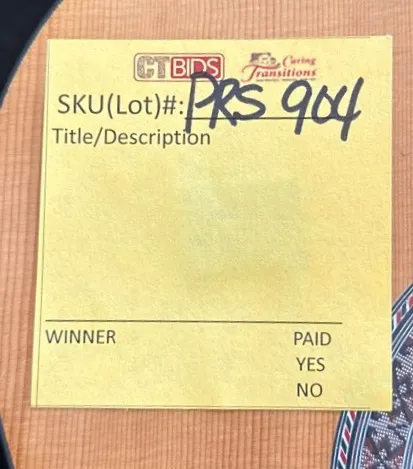 CTBIDS Caring Transitions
SKU(Lot)#: PRS 904
Title/Description
WINNER PAID
YES
NO